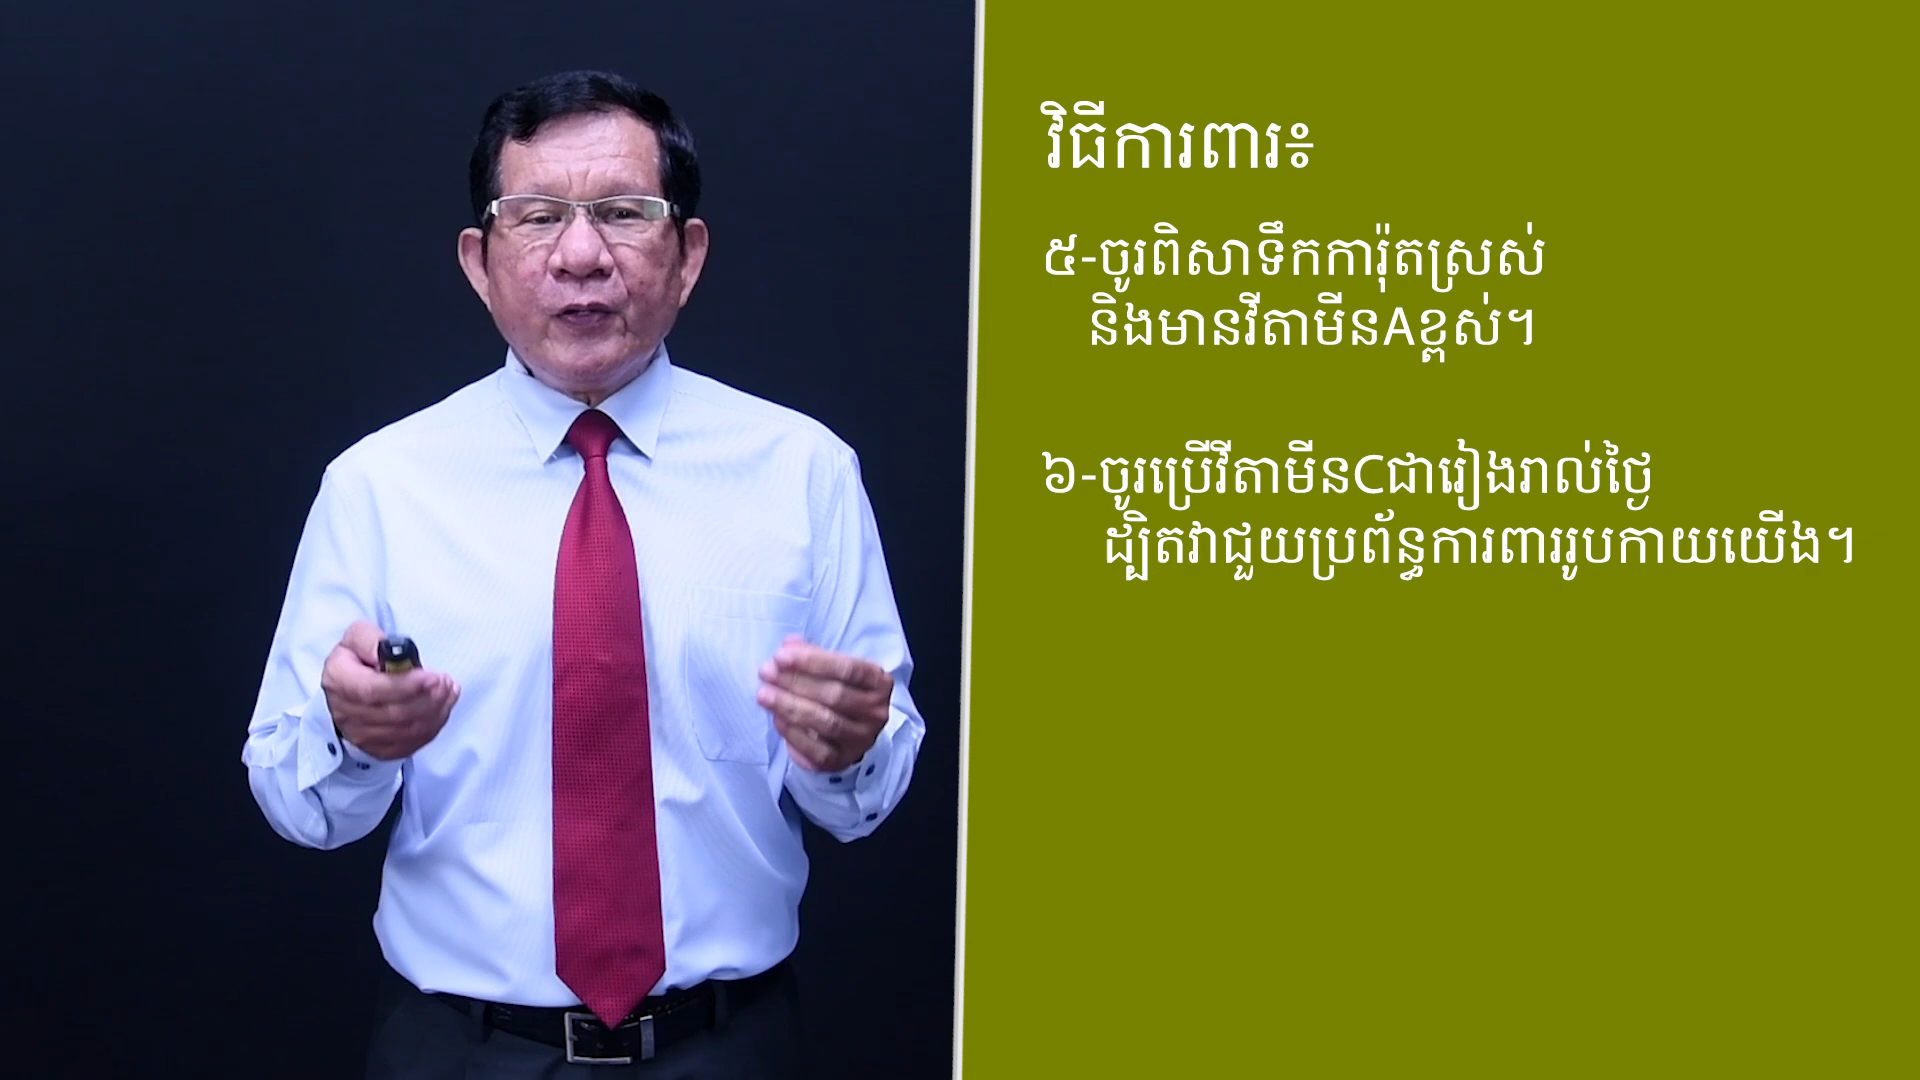 វិធីការពារ៖
៥-ចូរពិសាទឹកការ៉ុតស្រស់
និងមានវីតាមីនAខ្ពស់។
៦-ចូរប្រើវីតាមីនCជារៀងរាល់ថ្ងៃ
ដ្បិតវាជួយប្រព័ន្ធការពាររូបកាយយើង។